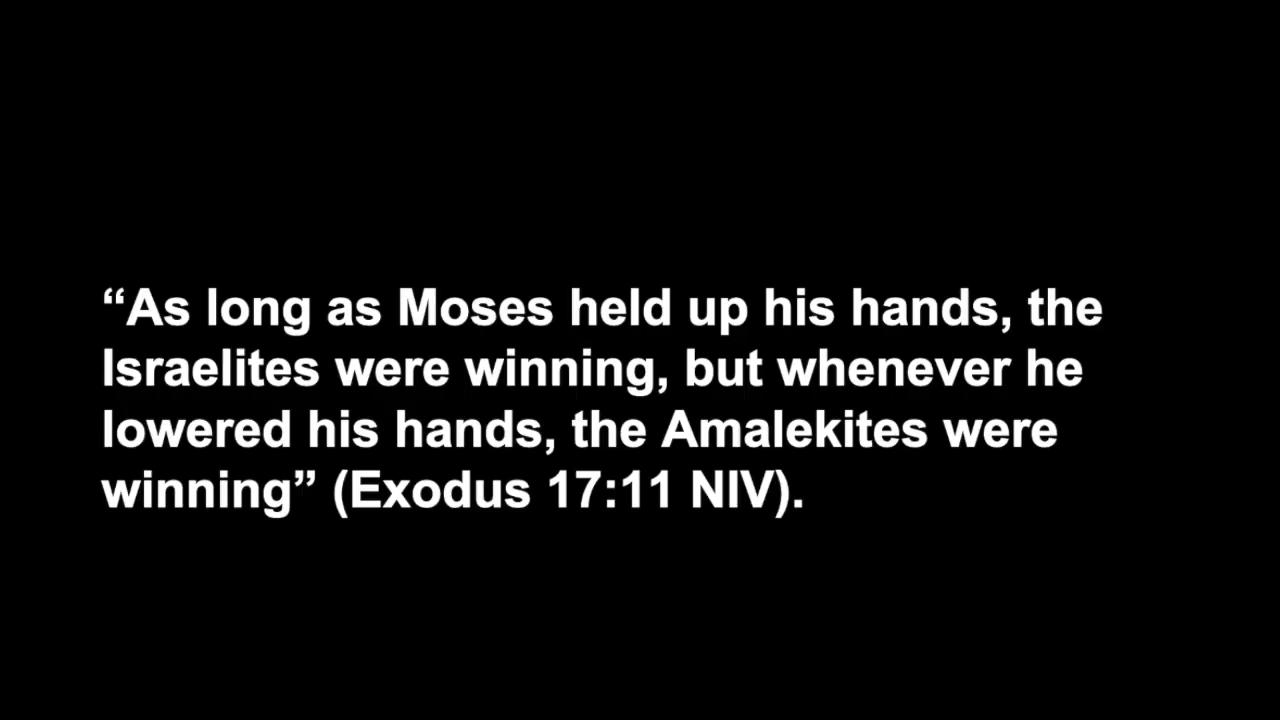 “As long as Moses held up his hands, the
Israelites were winning, but whenever he
lowered his hands, the Amalekites were
winning” (Exodus 17:11 NIV).